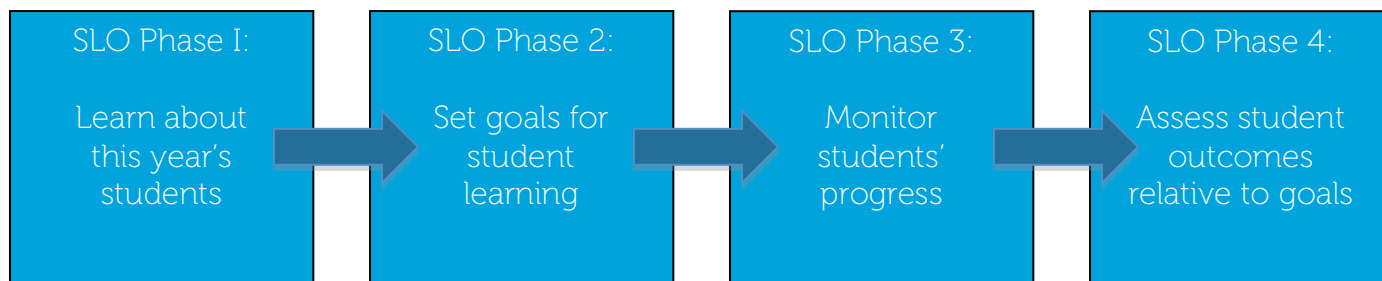 SLO Phase I:
Learn about
this year's
students
SLO Phase 2:
Set goals for
student
learning
SLO Phase 3:
Monitor
students'
progress
SLO Phase 4:
Assess student
outcomes
relative to goals